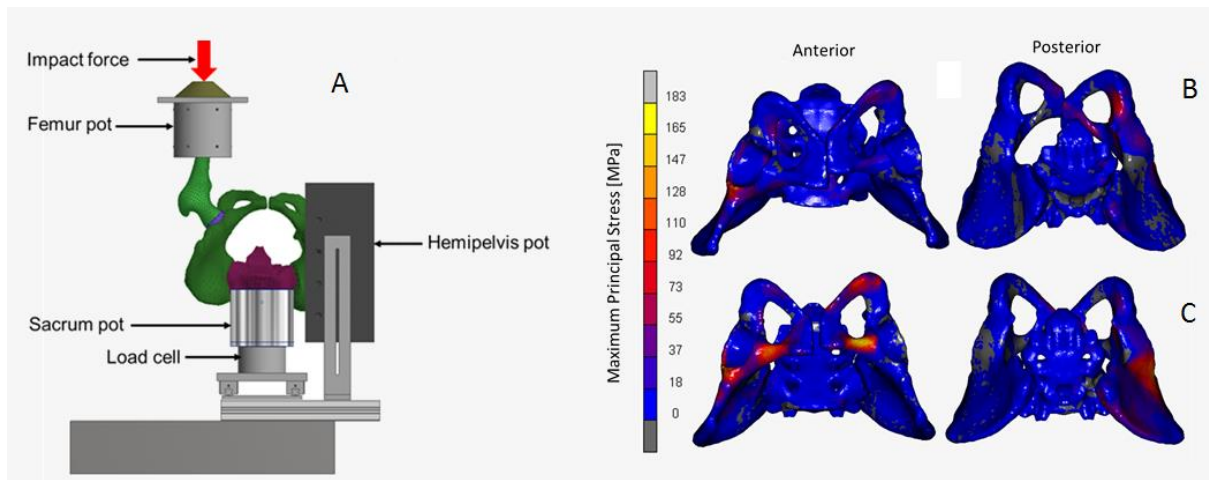 Impact force
A
Femur pot
Hemipelvis pot
Sacrum pot
Load cell
Anterior
Posterior
B
C
Maximum Principal Stress [MPa]
183
165
147
128
110
92
73
55
37
18
0